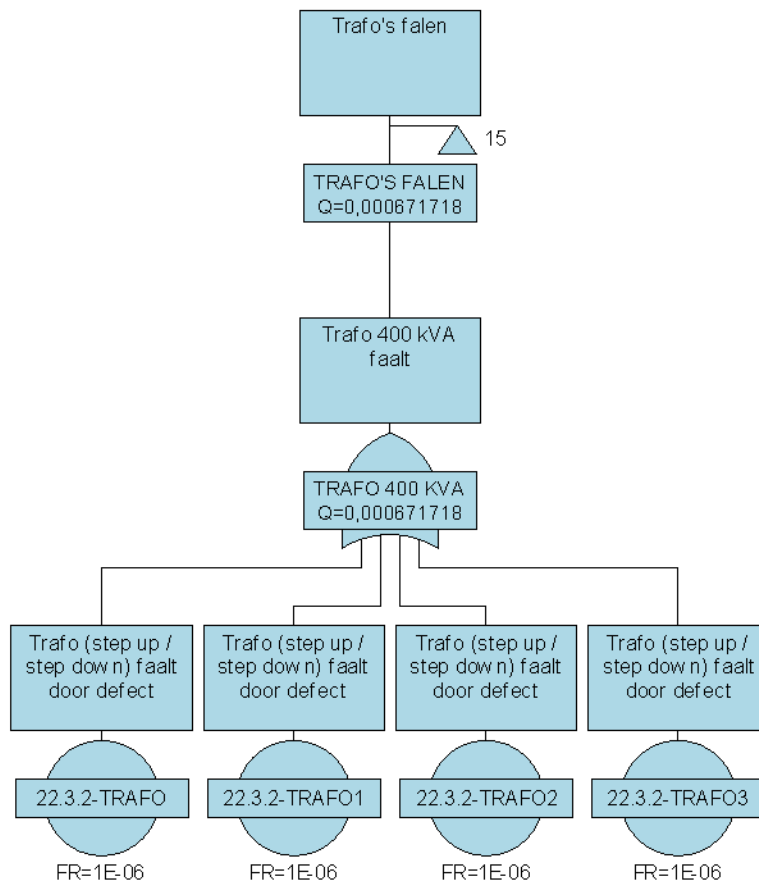 Trafo's falen
15
TRAFO'S FALEN
Q=0,000671718
Trafo 400 kVA
faalt
TRAFO 400 KVA
Q=0,000671718
Trafo (step up /
step down) faalt
door defect
Trafo (step up /
step down) faalt
door defect
Trafo (step up /
step down) faalt
door defect
Trafo (step up /
step down) faalt
door defect
22.3.2-TRAFO
22.3.2-TRAFO1
22.3.2-TRAFO2
22.3.2-TRAFO3
FR=1E-06
FR=1E-06
FR=1E-06
FR=1E-06